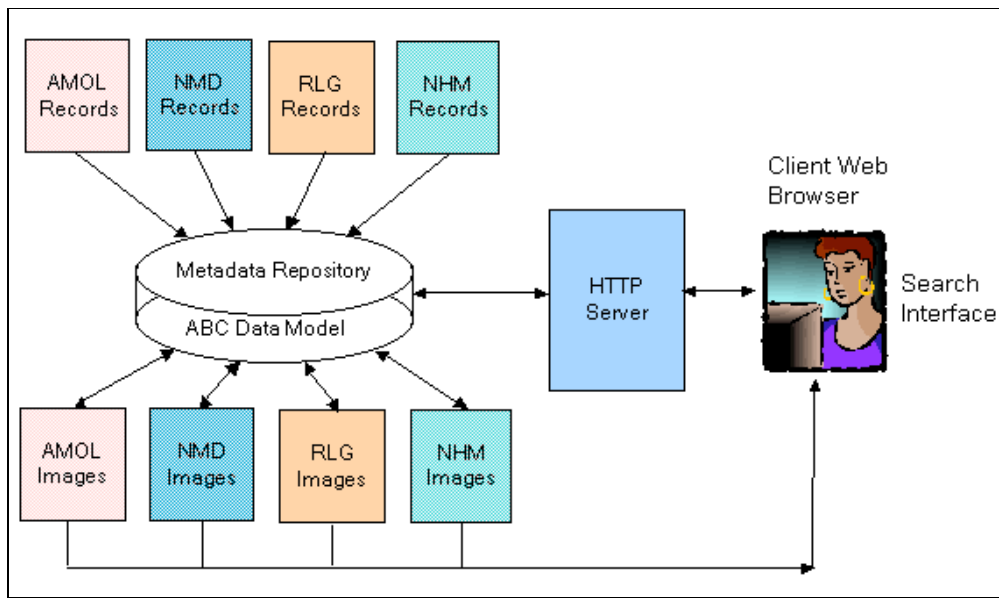 AMOL
Records
NMD
Records
RLG
Records
NHM
Records
Client Web
Browser
Metadata Repository
ABC Data Model
HTTP
Server
Search
Interface
AMOL
Images
NMD
Images
RLG
Images
NHM
Images